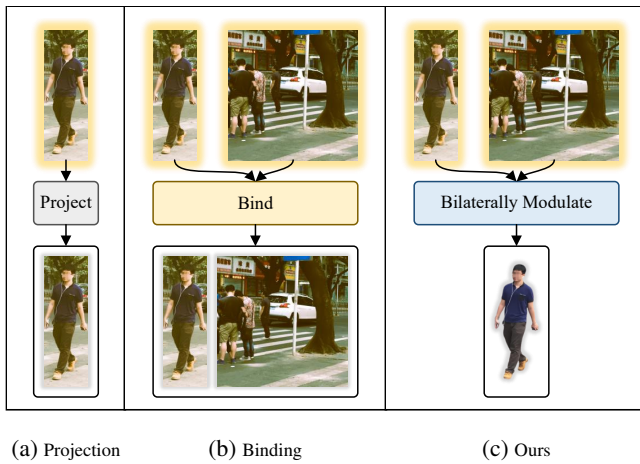 Project
Bind
Bilaterally Modulate
(a) Projection
(b) Binding
(c) Ours